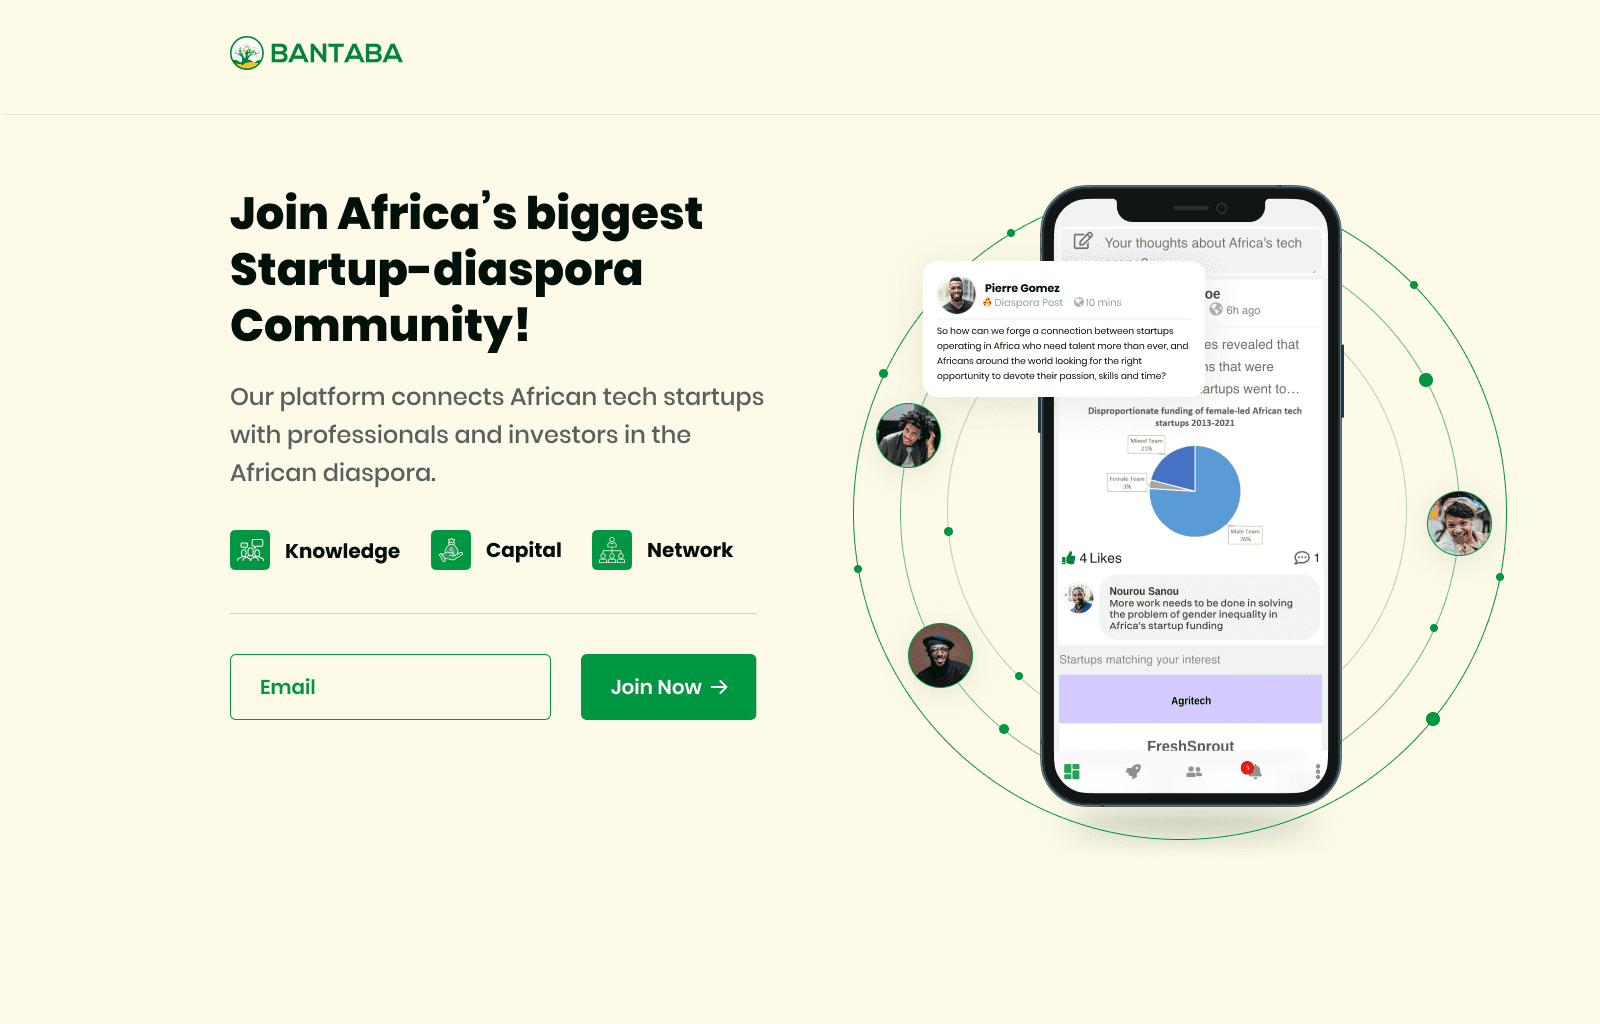 BANTABA
Join Africa’s biggest
Startup-diaspora
Community!
Our platform connects African tech startups
with professionals and investors in the
African diaspora.
Knowledge
Capital
Network
Email
Join Now →
Your thoughts about Africa's tech
Pierre Gomez
Diaspora Post
10 mins
So how can we forge a connection between startups
operating in Africa who need talent more than ever, and
Africans around the world looking for the right
opportunity to devote their passion, skills and time?
oe
6h ago
es revealed that
ns that were
artups went to...
Disproportionate funding of female-led African tech
startups 2013-2021
Mixed Team
21%
Female Team
3%
Male Team
76%
4 Likes
1
Nourou Sanou
More work needs to be done in solving
the problem of gender inequality in
Africa's startup funding
Startups matching your interest
Agritech
FreshSprout
3